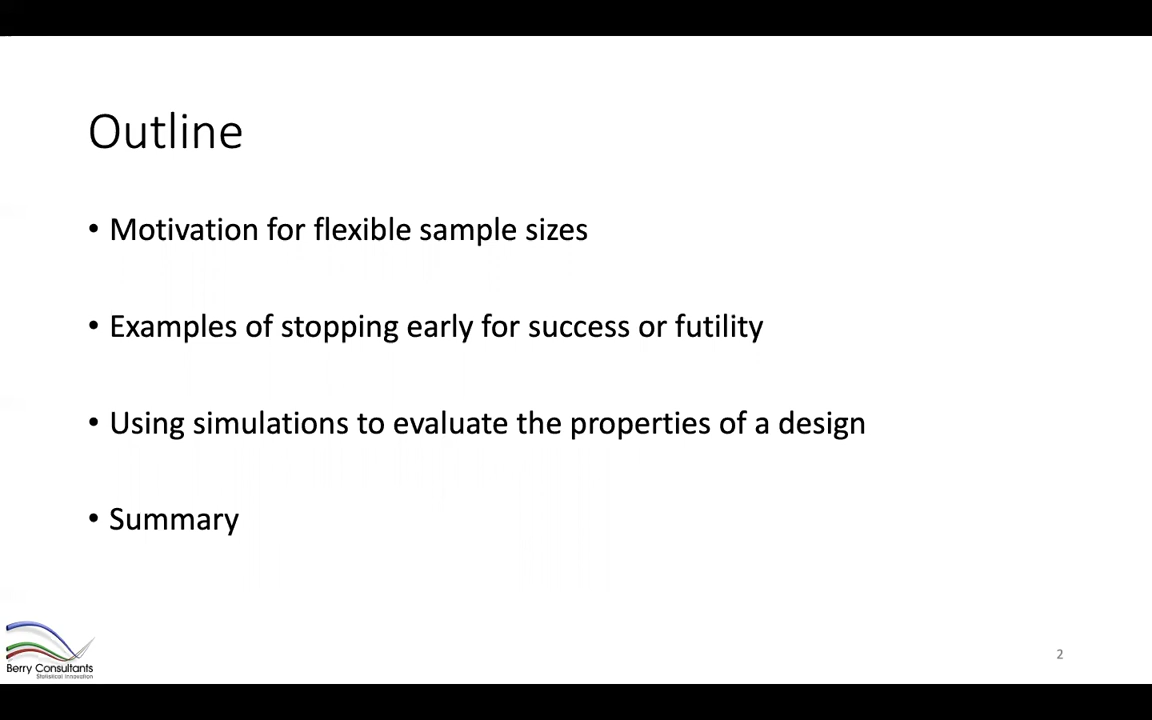 Outline
• Motivation for flexible sample sizes
• Examples of stopping early for success or futility
• Using simulations to evaluate the properties of a design
• Summary
Berry Consultants
Statistical Innovation
2